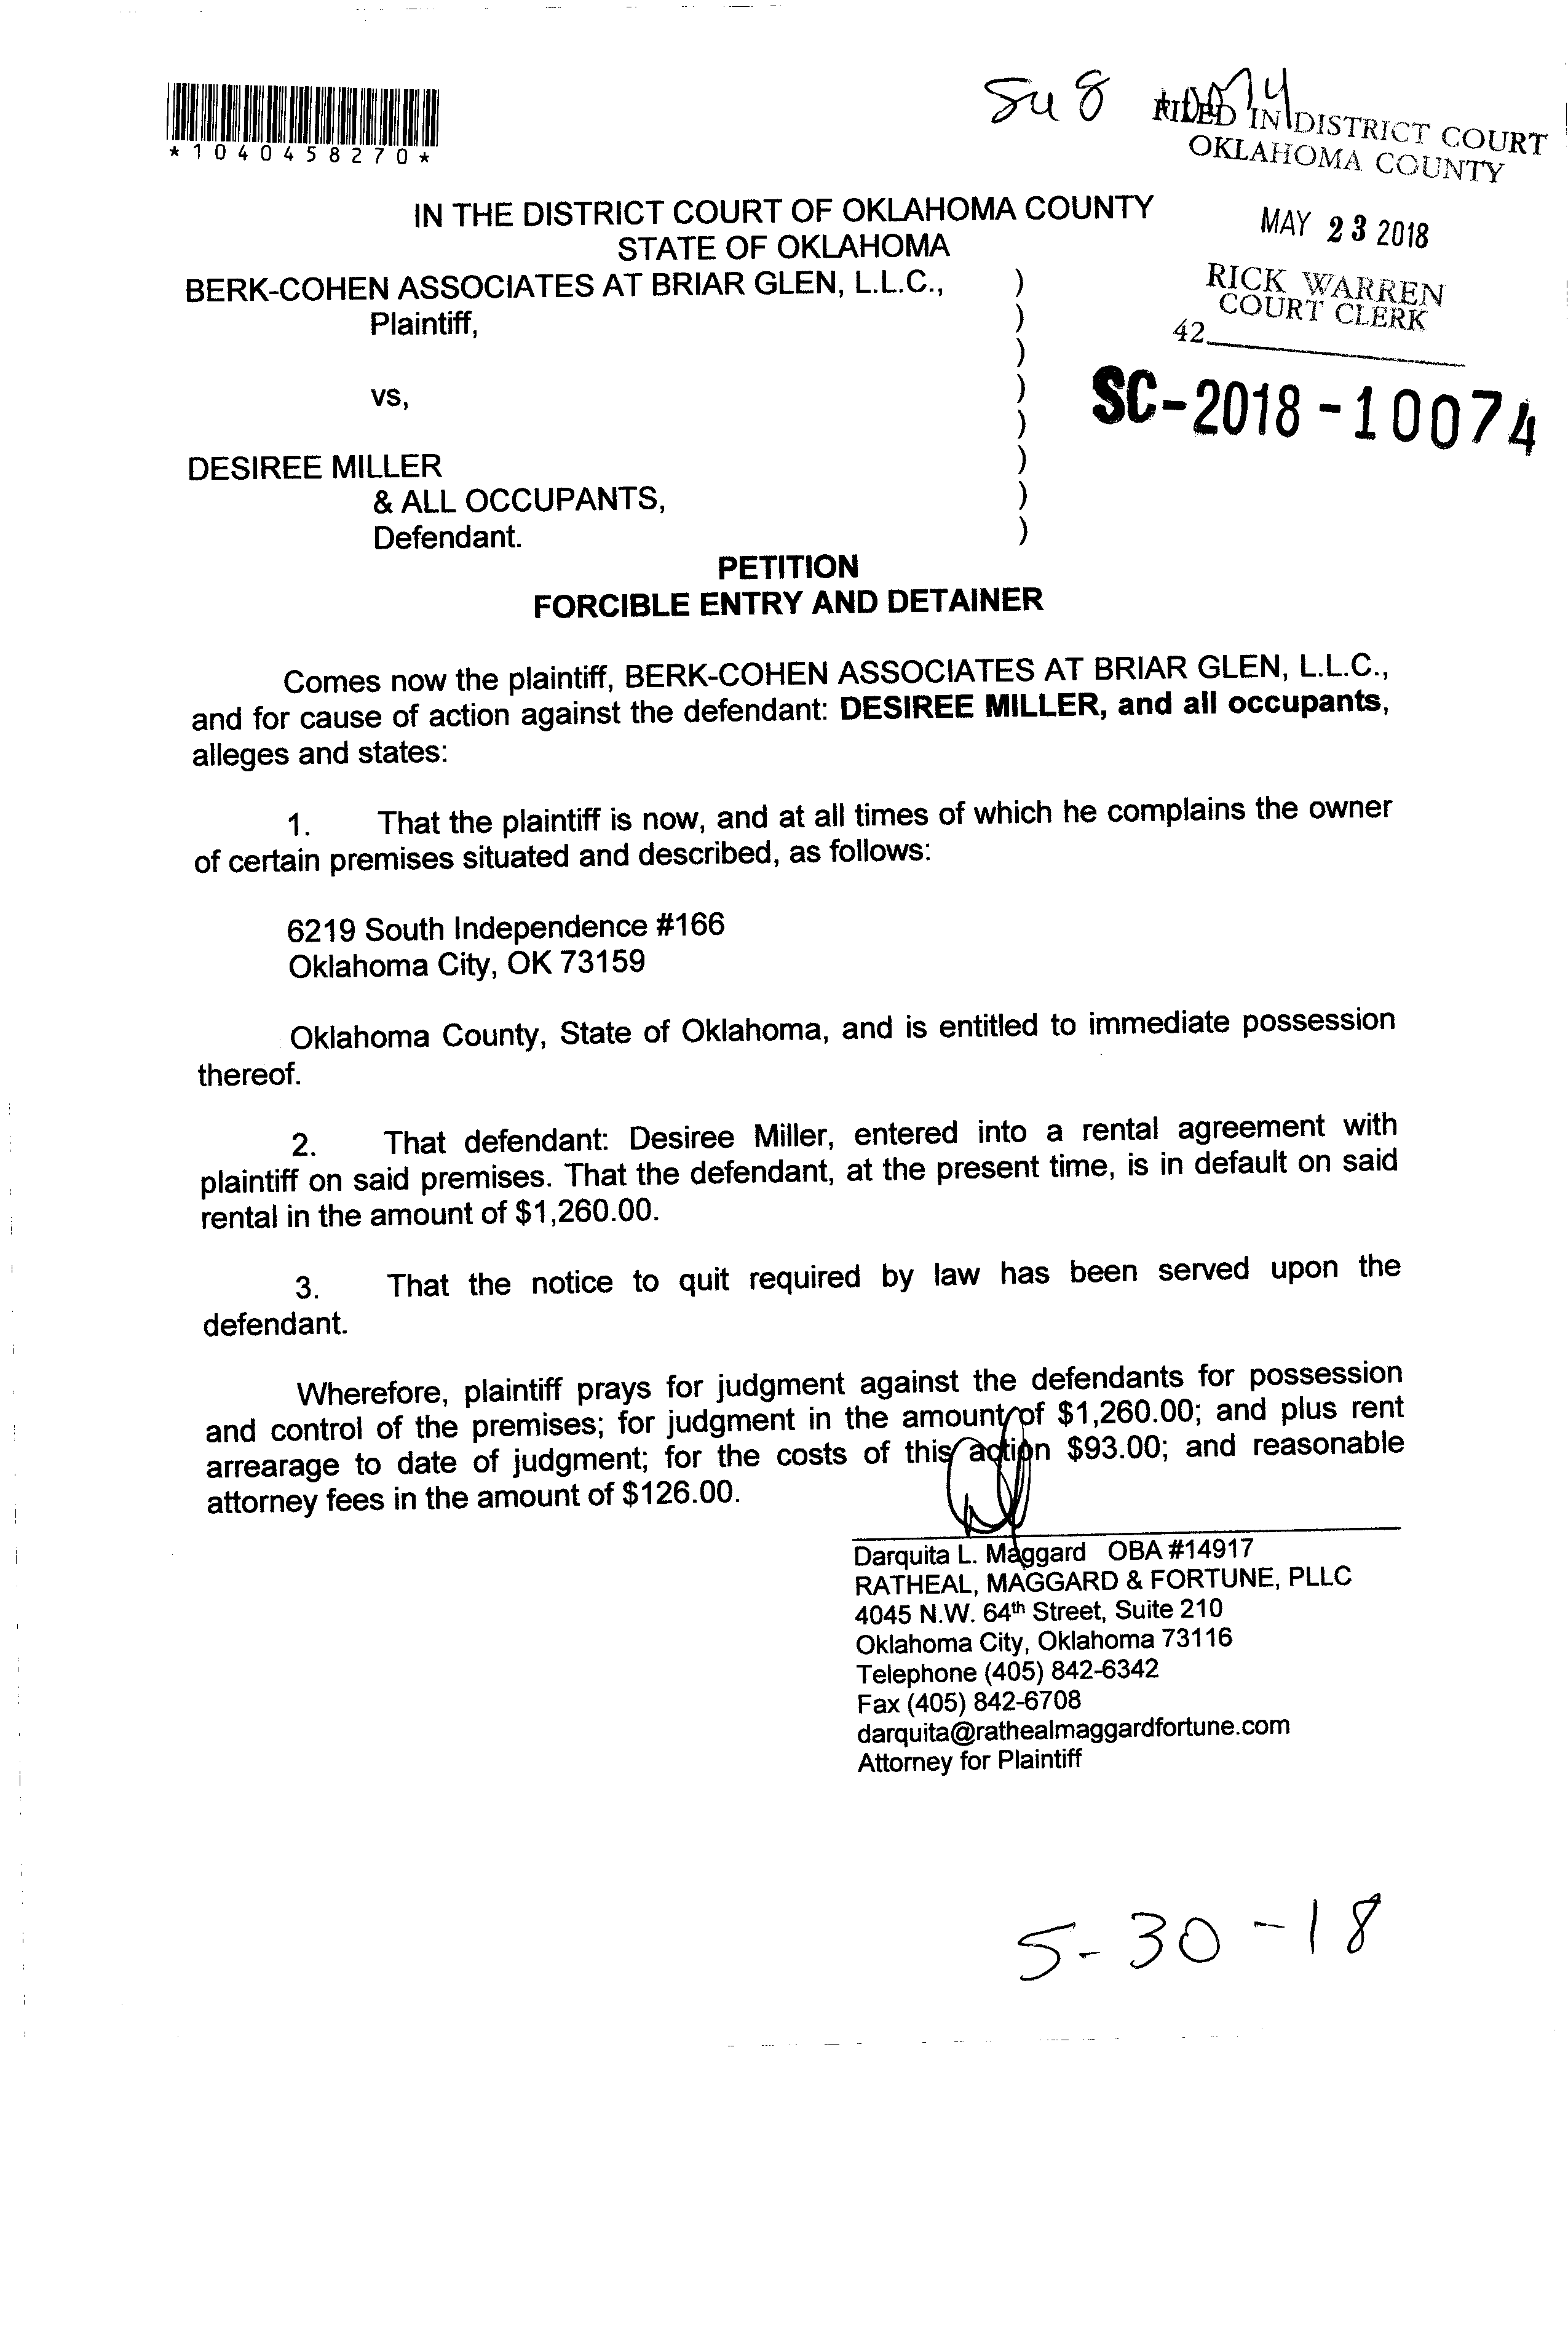 *1040458270*
Su 8
FILED IN DISTRICT COURT
OKLAHOMA COUNTY
MAY 23 2018
RICK WARREN
COURT CLERK
42
SC-2018-10074
IN THE DISTRICT COURT OF OKLAHOMA COUNTY
STATE OF OKLAHOMA
BERK-COHEN ASSOCIATES AT BRIAR GLEN, L.L.C., )
Plaintiff, )
)
vs, )
)
DESIREE MILLER )
& ALL OCCUPANTS, )
Defendant. )
PETITION
FORCIBLE ENTRY AND DETAINER
Comes now the plaintiff, BERK-COHEN ASSOCIATES AT BRIAR GLEN, L.L.C.,
and for cause of action against the defendant: DESIREE MILLER, and all occupants,
alleges and states:
1. That the plaintiff is now, and at all times of which he complains the owner
of certain premises situated and described, as follows:
6219 South Independence #166
Oklahoma City, OK 73159
Oklahoma County, State of Oklahoma, and is entitled to immediate possession
thereof.
2. That defendant: Desiree Miller, entered into a rental agreement with
plaintiff on said premises. That the defendant, at the present time, is in default on said
rental in the amount of $1,260.00.
3. That the notice to quit required by law has been served upon the
defendant.
Wherefore, plaintiff prays for judgment against the defendants for possession
and control of the premises; for judgment in the amount of $1,260.00; and plus rent
arrearage to date of judgment; for the costs of this action $93.00; and reasonable
attorney fees in the amount of $126.00.
Darquita L. Maggard OBA #14917
RATHEAL, MAGGARD & FORTUNE, PLLC
4045 N.W. 64th Street, Suite 210
Oklahoma City, Oklahoma 73116
Telephone (405) 842-6342
Fax (405) 842-6708
darquita@rathealmaggardfortune.com
Attorney for Plaintiff
5-30-18